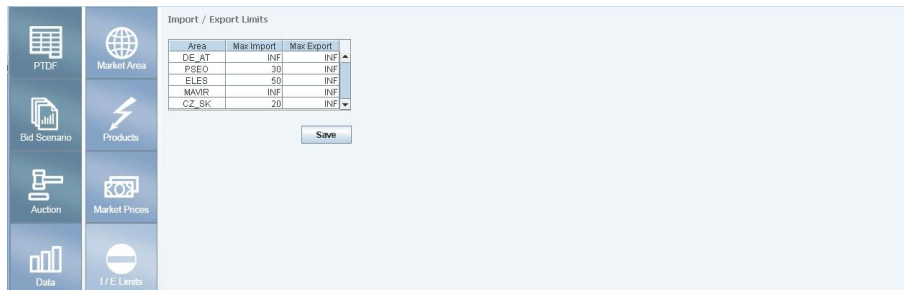 Import / Export Limits
Area Max Import Max Export
DE_AT INF INF
PSEO 30 INF
ELES 50 INF
MAVIR INF INF
CZ_SK 20 INF
Save
PTDF
Market Area
Bid Scenario
Products
Auction
Market Prices
Data
I / E Limits